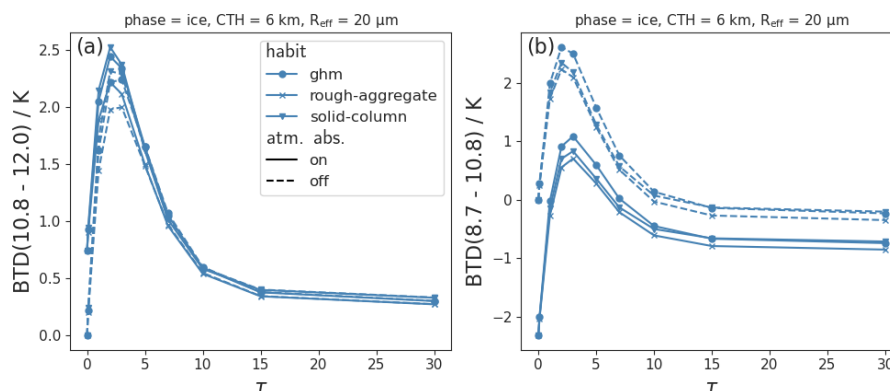 phase = ice, CTH = 6 km, R_eff = 20 μm
(a)
BTD(10.8 - 12.0) / K
2.5
2.0
1.5
1.0
0.5
0.0
habit
ghm
rough-aggregate
solid-column
atm. abs.
on
off
0 5 10 15 20 25 30
phase = ice, CTH = 6 km, R_eff = 20 μm
(b)
BTD(8.7 - 10.8) / K
2
1
0
−1
−2
0 5 10 15 20 25 30